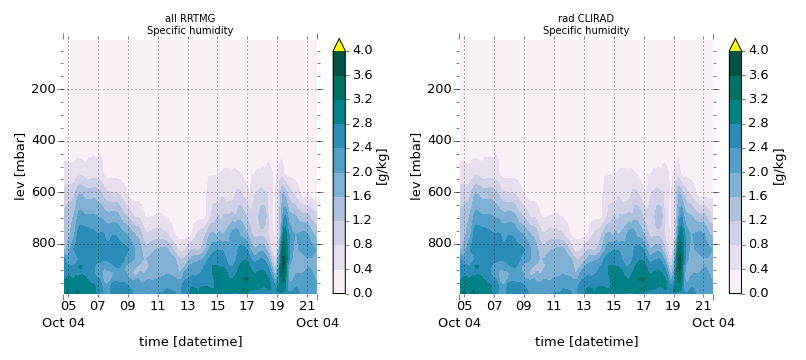 all RRTMG
Specific humidity
lev [mbar]
200
400
600
800
05 07 09 11 13 15 17 19 21
Oct 04 Oct 04
time [datetime]
4.0
3.6
3.2
2.8
2.4
2.0
1.6
1.2
0.8
0.4
0.0
[g/kg]
rad CLIRAD
Specific humidity
lev [mbar]
200
400
600
800
05 07 09 11 13 15 17 19 21
Oct 04 Oct 04
time [datetime]
4.0
3.6
3.2
2.8
2.4
2.0
1.6
1.2
0.8
0.4
0.0
[g/kg]